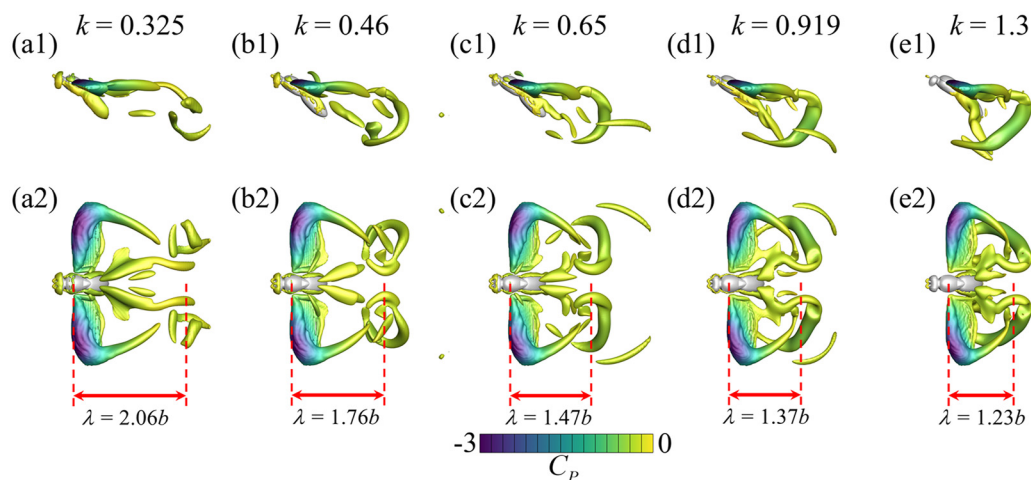 k = 0.325 k = 0.46 k = 0.65 k = 0.919 k = 1.3
(a1) (b1) (c1) (d1) (e1)
(a2) (b2) (c2) (d2) (e2)
λ = 2.06b λ = 1.76b λ = 1.47b λ = 1.37b λ = 1.23b
-3 0
C_P